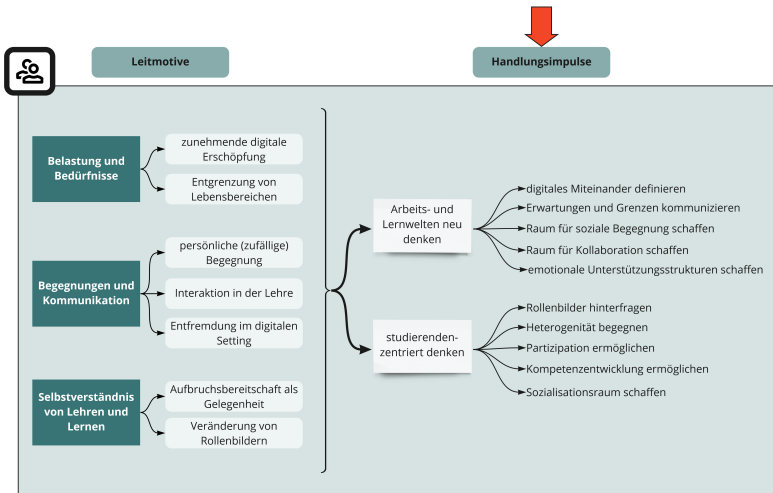 Leitmotive
Handlungsimpulse
Belastung und
Bedürfnisse
zunehmende digitale
Erschöpfung
Entgrenzung von
Lebensbereichen
Begegnungen und
Kommunikation
persönliche (zufällige)
Begegnung
Interaktion in der Lehre
Entfremdung im digitalen
Setting
Selbstverständnis
von Lehren und
Lernen
Aufbruchsbereitschaft als
Gelegenheit
Veränderung von
Rollenbildern
Arbeits- und
Lernwelten neu
denken
digitales Miteinander definieren
Erwartungen und Grenzen kommunizieren
Raum für soziale Begegnung schaffen
Raum für Kollaboration schaffen
emotionale Unterstützungsstrukturen schaffen
studierenden-
zentriert denken
Rollenbilder hinterfragen
Heterogenität begegnen
Partizipation ermöglichen
Kompetenzentwicklung ermöglichen
Sozialisationsraum schaffen